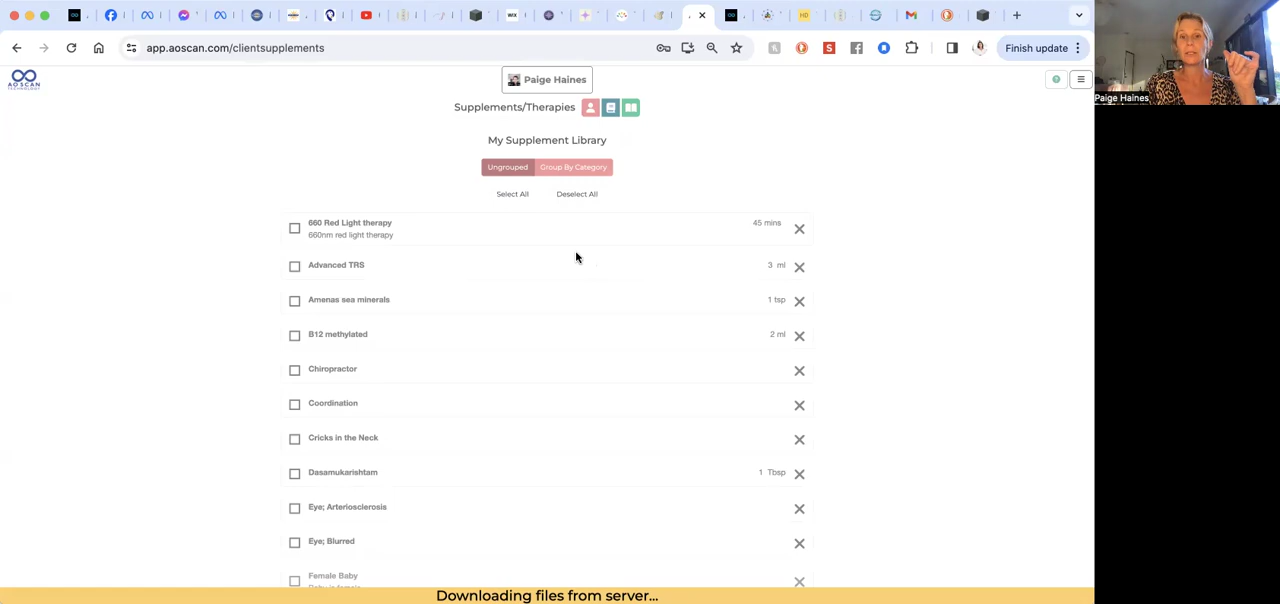 app.aoscan.com/clientsupplements
Finish update
AO SCAN
TECHNOLOGY
Paige Haines
Supplements/Therapies
My Supplement Library
Ungrouped
Group By Category
Select All
Deselect All
660 Red Light therapy
45 mins
660nm red light therapy
Advanced TRS
3 ml
Amenas sea minerals
1 tsp
B12 methylated
2 ml
Chiropractor
Coordination
Cricks in the Neck
Dasamukarishtam
1 Tbsp
Eye; Arteriosclerosis
Eye; Blurred
Female Baby
Downloading files from server...
Paige Haines